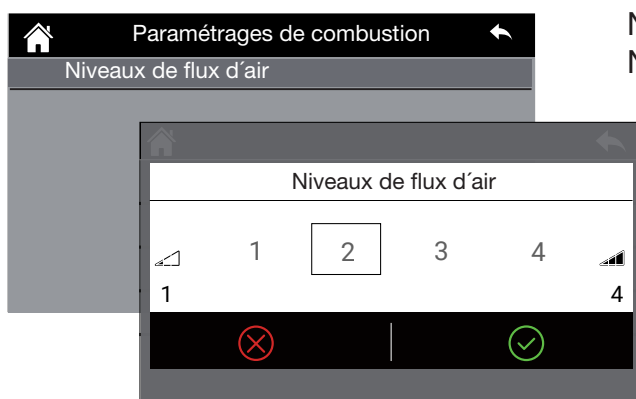 Paramétrages de combustion
Niveaux de flux d´air
Niveaux de flux d´air
1 2 3 4
1 4